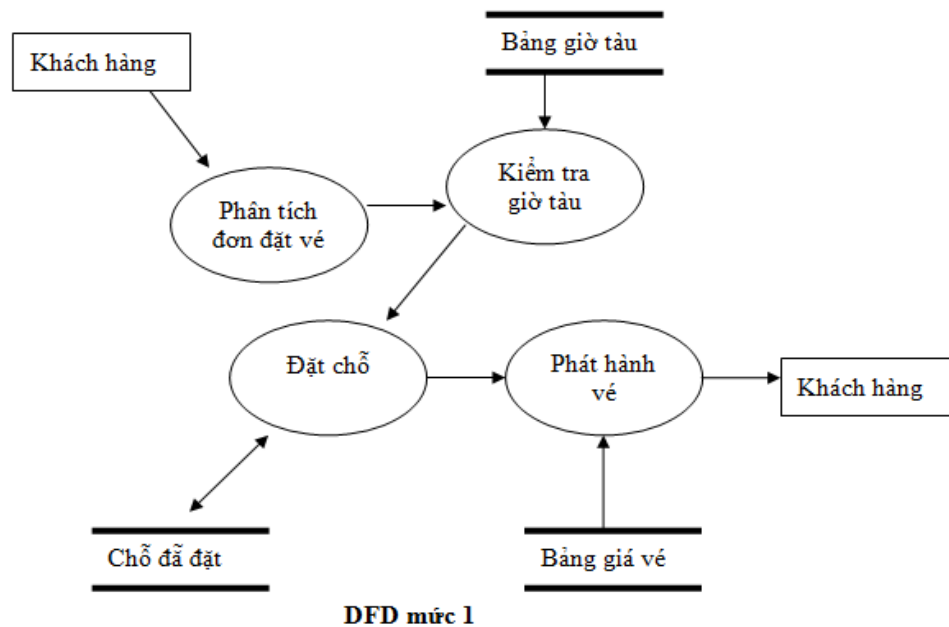 Bảng giờ tàu
Khách hàng
Kiểm tra
giờ tàu
Phân tích
đơn đặt vé
Đặt chỗ
Phát hành
vé
Khách hàng
Chỗ đã đặt
Bảng giá vé
DFD mức 1